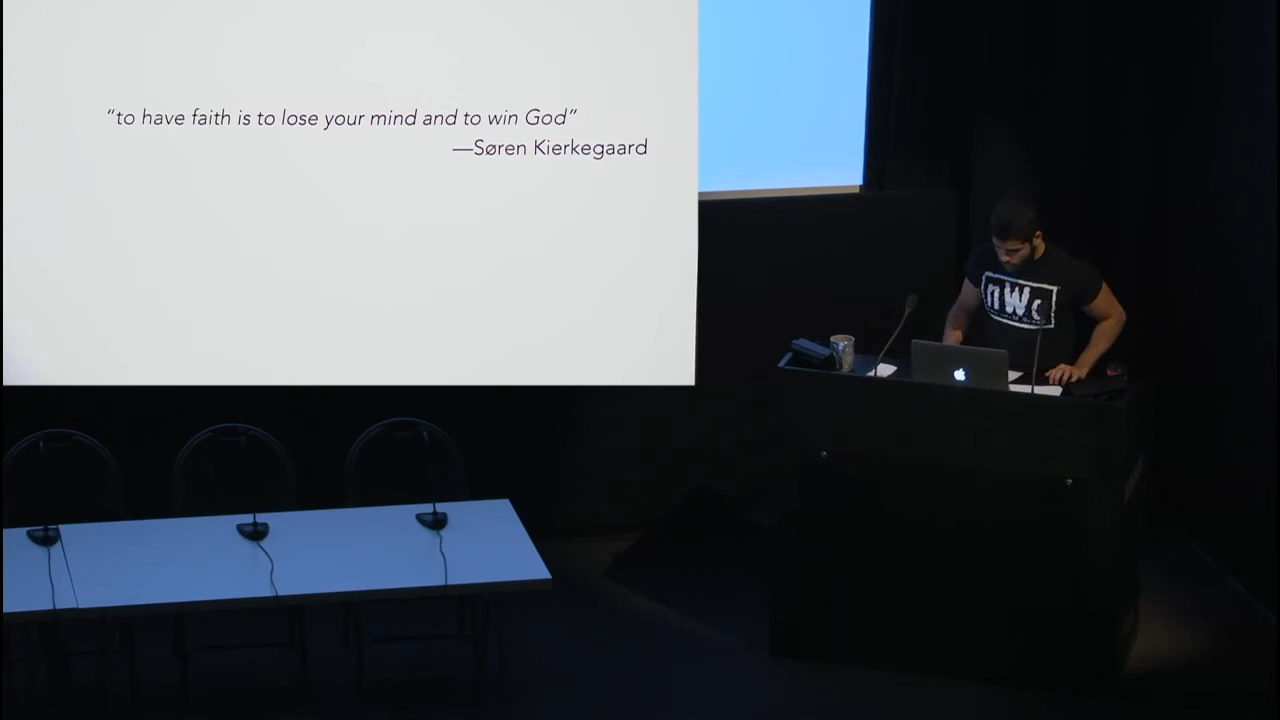 “to have faith is to lose your mind and to win God”
—Søren Kierkegaard
nWo